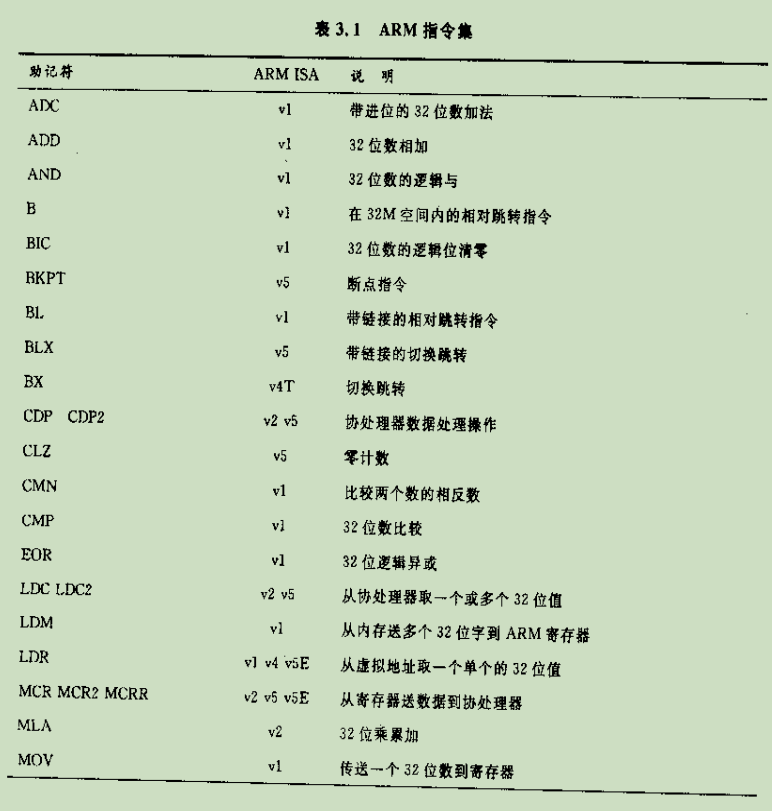 表 3.1 ARM 指令集
助记符 ARM ISA 说 明
ADC v1 带进位的 32 位数加法
ADD v1 32 位数相加
AND v1 32 位数的逻辑与
B v1 在 32M 空间内的相对跳转指令
BIC v1 32 位数的逻辑位清零
BKPT v5 断点指令
BL v1 带链接的相对跳转指令
BLX v5 带链接的切换跳转
BX v4T 切换跳转
CDP CDP2 v2 v5 协处理器数据处理操作
CLZ v5 零计数
CMN v1 比较两个数的相反数
CMP v1 32 位数比较
EOR v1 32 位逻辑异或
LDC LDC2 v2 v5 从协处理器取一个或多个 32 位值
LDM v1 从内存送多个 32 位字到 ARM 寄存器
LDR v1 v4 v5E 从虚拟地址取一个单个的 32 位值
MCR MCR2 MCRR v2 v5 v5E 从寄存器送数据到协处理器
MLA v2 32 位乘累加
MOV v1 传送一个 32 位数到寄存器